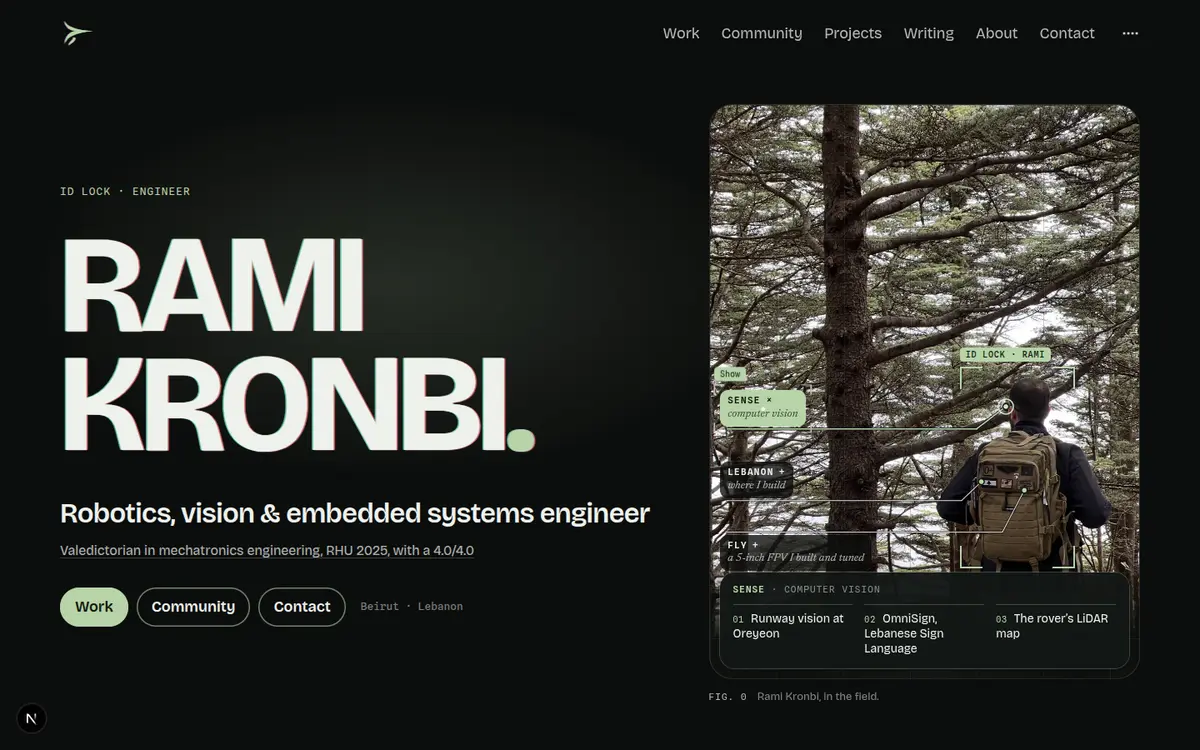 Work Community Projects Writing About Contact
ID LOCK · ENGINEER
RAMI
KRONBI.
Robotics, vision & embedded systems engineer
Valedictorian in mechatronics engineering, RHU 2025, with a 4.0/4.0
Work Community Contact Beirut · Lebanon
ID LOCK · RAMI
Show
SENSE ×
computer vision
LEBANON +
where I build
FLY +
a 5-inch FPV I built and tuned
SENSE · COMPUTER VISION
01 Runway vision at
Oreyeon
02 OmniSign,
Lebanese Sign
Language
03 The rover's LiDAR
map
FIG. 0 Rami Kronbi, in the field.
N